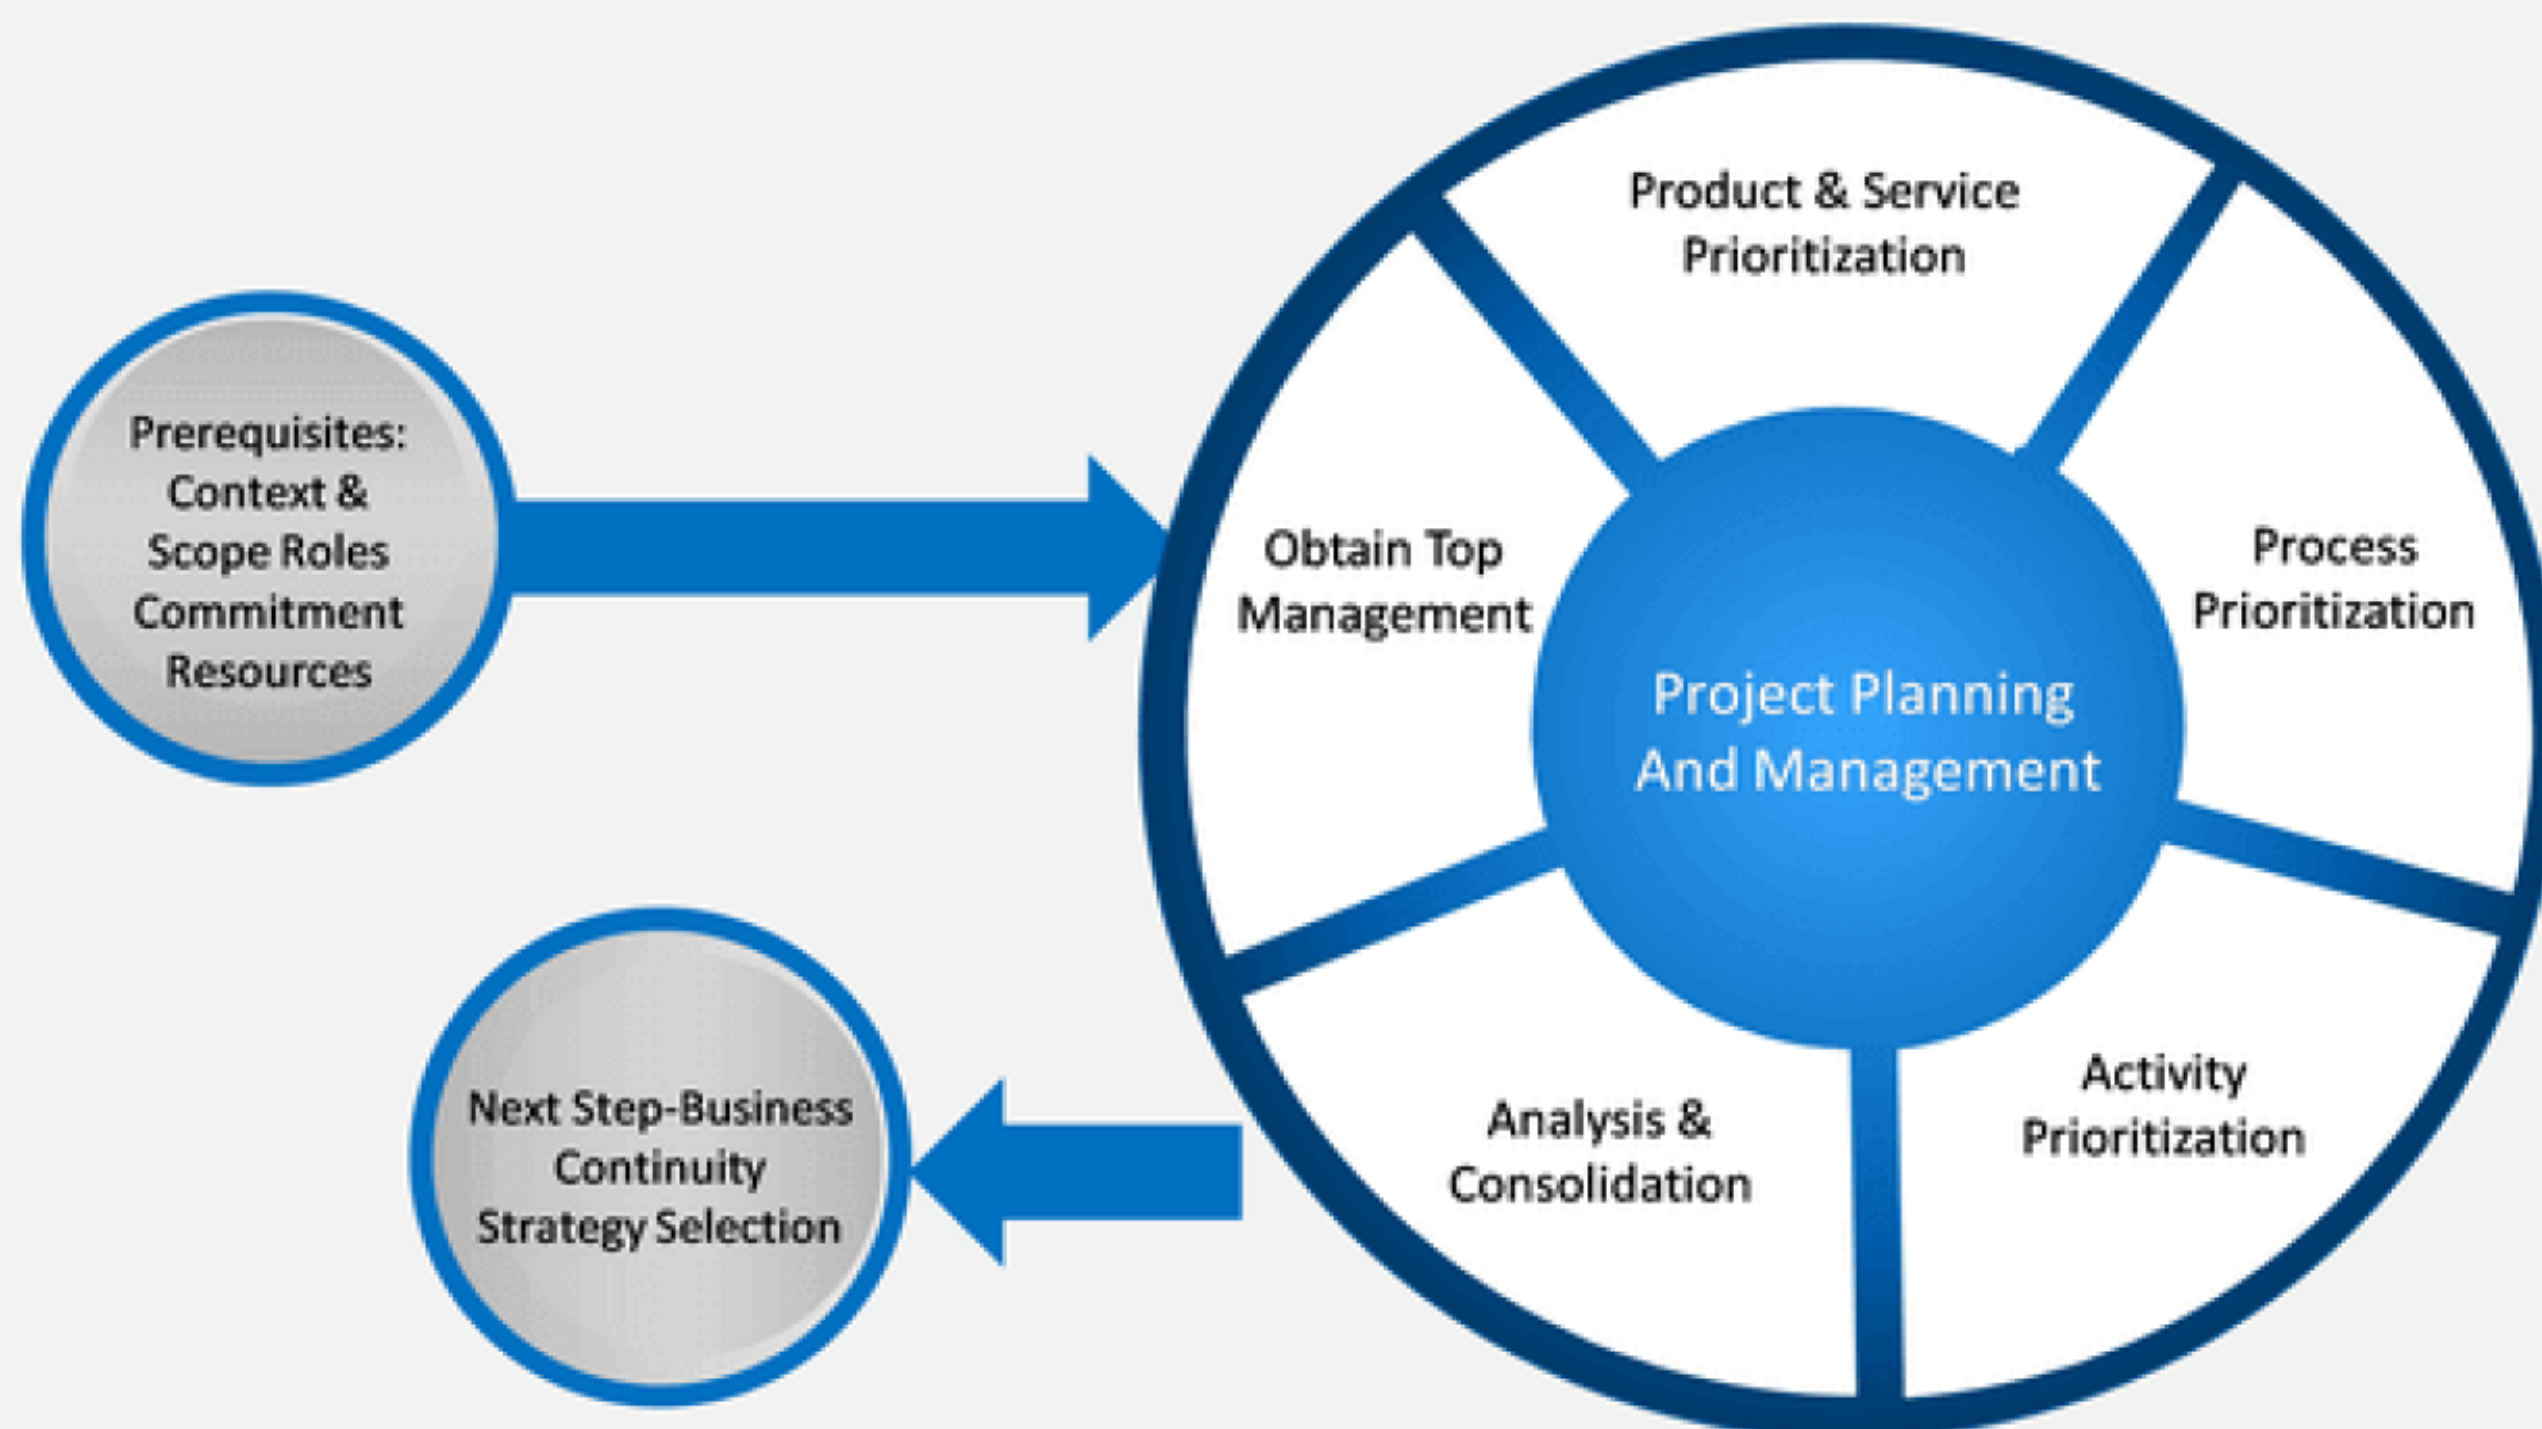 Product & Service
Prioritization
Prerequisites:
Context &
Scope Roles
Commitment
Resources
Obtain Top
Management
Process
Prioritization
Project Planning
And Management
Next Step-Business
Continuity
Strategy Selection
Analysis &
Consolidation
Activity
Prioritization